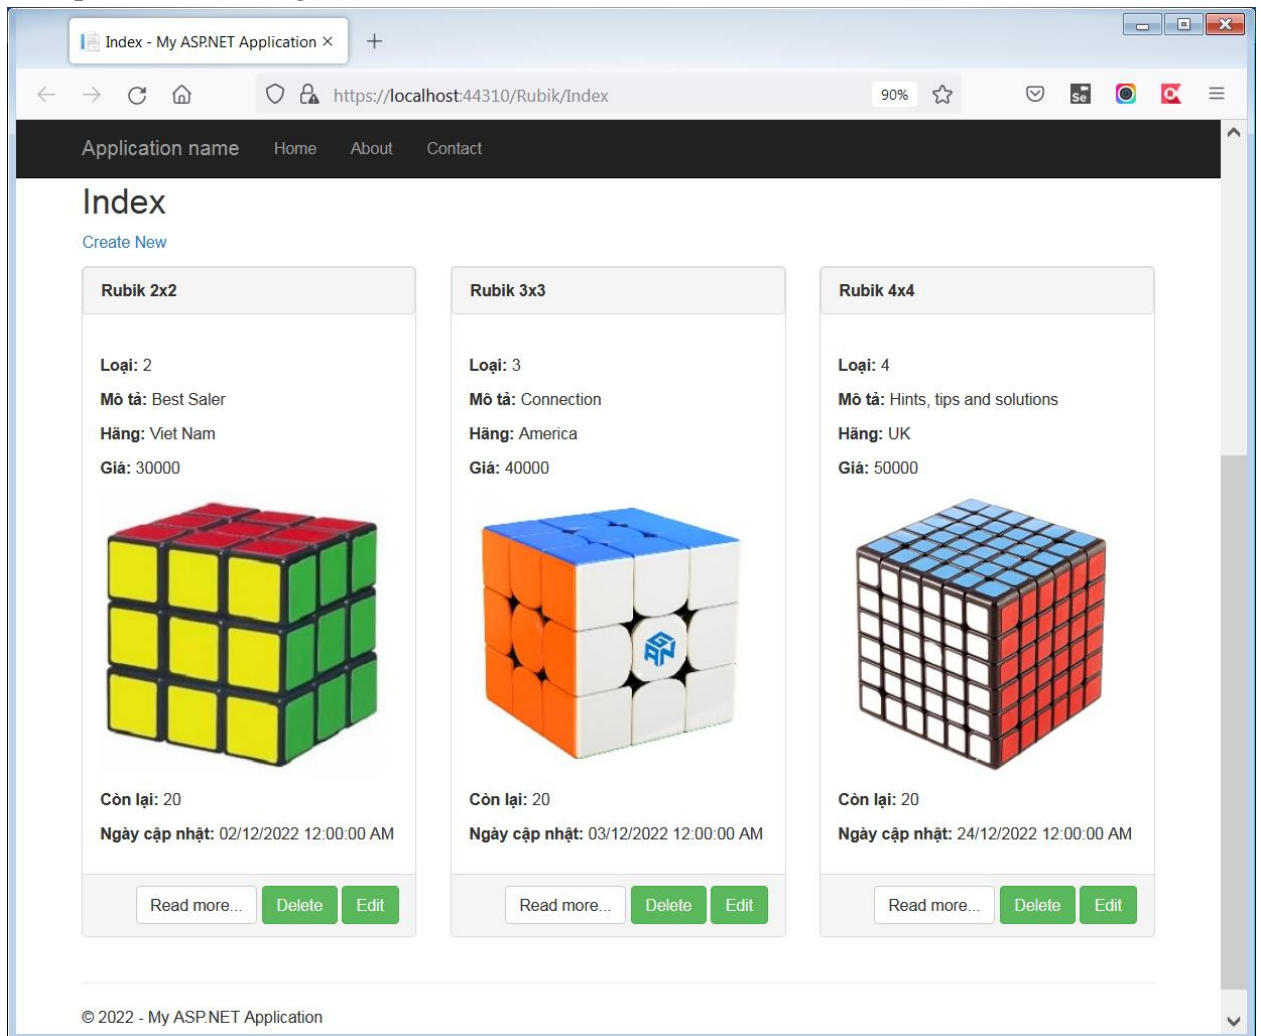 Index - My ASP.NET Application
https://localhost:44310/Rubik/Index
90%
Se
Application name Home About Contact
Index
Create New
Rubik 2x2
Loại: 2
Mô tả: Best Saler
Hãng: Viet Nam
Giá: 30000
Còn lại: 20
Ngày cập nhật: 02/12/2022 12:00:00 AM
Read more... Delete Edit
Rubik 3x3
Loại: 3
Mô tả: Connection
Hãng: America
Giá: 40000
GAN
Còn lại: 20
Ngày cập nhật: 03/12/2022 12:00:00 AM
Read more... Delete Edit
Rubik 4x4
Loại: 4
Mô tả: Hints, tips and solutions
Hãng: UK
Giá: 50000
Còn lại: 20
Ngày cập nhật: 24/12/2022 12:00:00 AM
Read more... Delete Edit
© 2022 - My ASP.NET Application